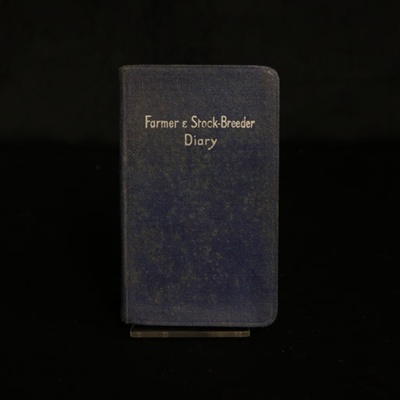 Farmer ε Stock-Breeder
Diary